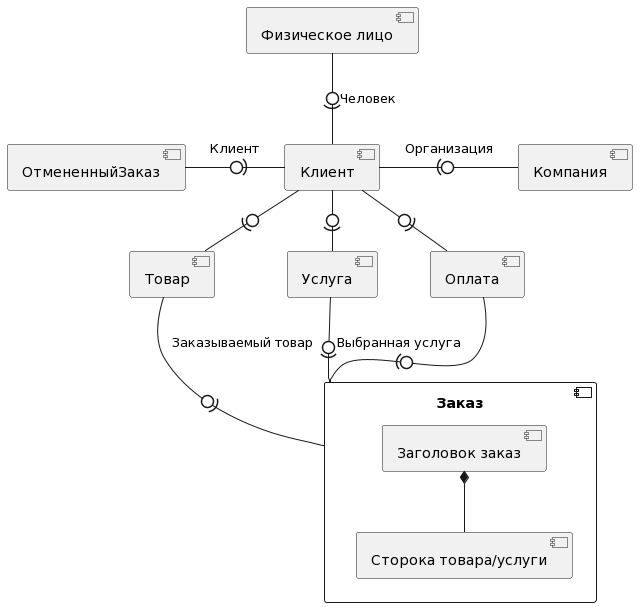 Физическое лицо
Человек
Клиент
Организация
ОтмененныйЗаказ
Клиент
Компания
Товар
Услуга
Оплата
Заказываемый товар
Выбранная услуга
Заказ
Заголовок заказ
Сторока товара/услуги